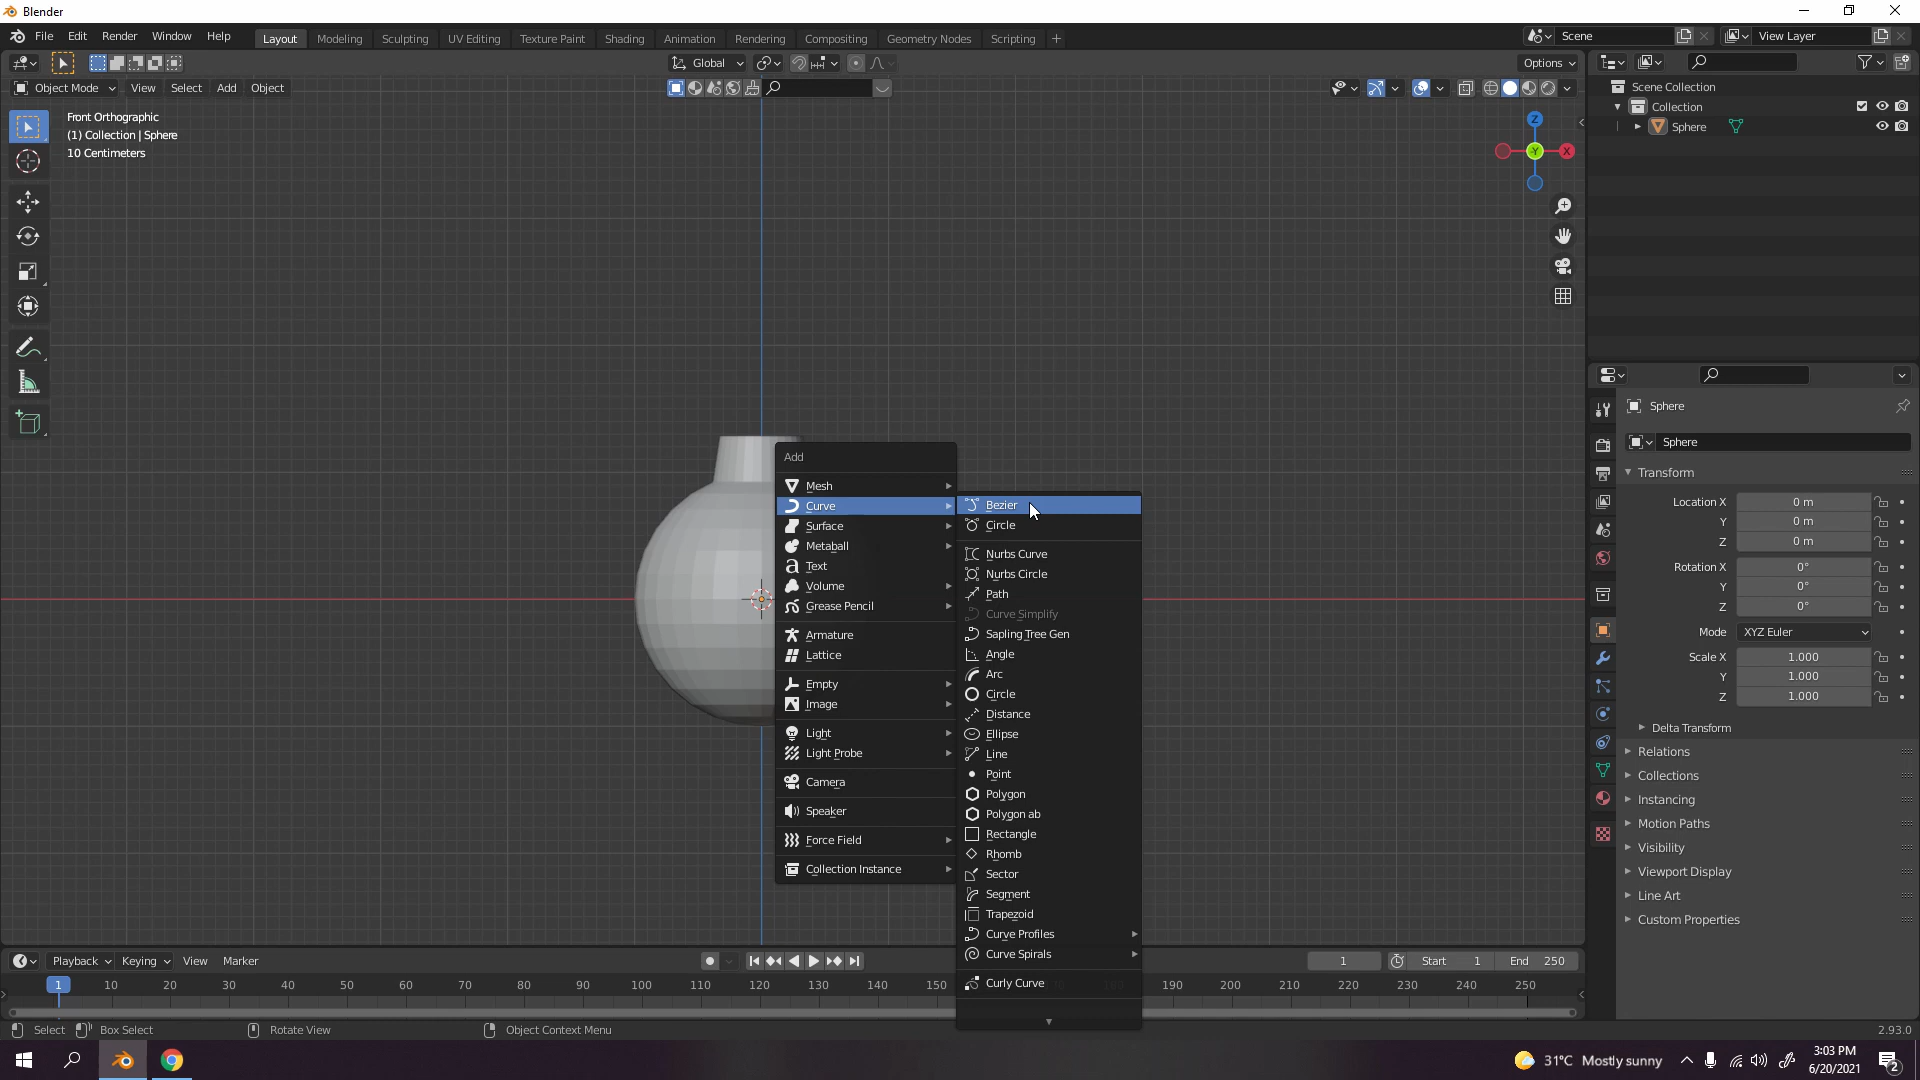 Blender
File Edit Render Window Help
Layout Modeling Sculpting UV Editing Texture Paint Shading Animation Rendering Compositing Geometry Nodes Scripting +
Scene
View Layer
Global
Options
Object Mode View Select Add Object
Front Orthographic
(1) Collection | Sphere
10 Centimeters
Z
Y
X
Scene Collection
Collection
Sphere
Add
Mesh
Curve
Surface
Metaball
Text
Volume
Grease Pencil
Armature
Lattice
Empty
Image
Light
Light Probe
Camera
Speaker
Force Field
Collection Instance
Bezier
Circle
Nurbs Curve
Nurbs Circle
Path
Curve Simplify
Sapling Tree Gen
Angle
Arc
Circle
Distance
Ellipse
Line
Point
Polygon
Polygon ab
Rectangle
Rhomb
Sector
Segment
Trapezoid
Curve Profiles
Curve Spirals
Curly Curve
Sphere
Sphere
Transform
Location X 0 m
Y 0 m
Z 0 m
Rotation X 0°
Y 0°
Z 0°
Mode XYZ Euler
Scale X 1.000
Y 1.000
Z 1.000
Delta Transform
Relations
Collections
Instancing
Motion Paths
Visibility
Viewport Display
Line Art
Custom Properties
Playback Keying View Marker
1 Start 1 End 250
1 10 20 30 40 50 60 70 80 90 100 110 120 130 140 150 190 200 210 220 230 240 250
Select Box Select Rotate View Object Context Menu 2.93.0
31°C Mostly sunny
3:03 PM
6/20/2021
2